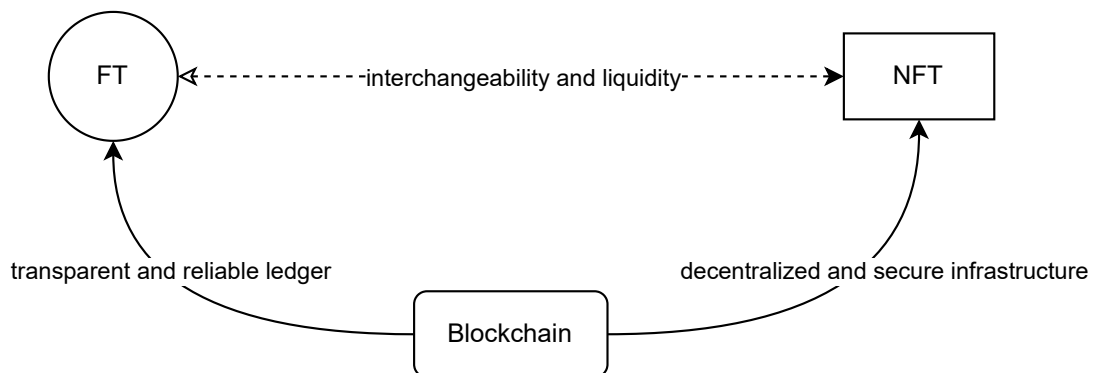 FT
interchangeability and liquidity
NFT
transparent and reliable ledger
decentralized and secure infrastructure
Blockchain